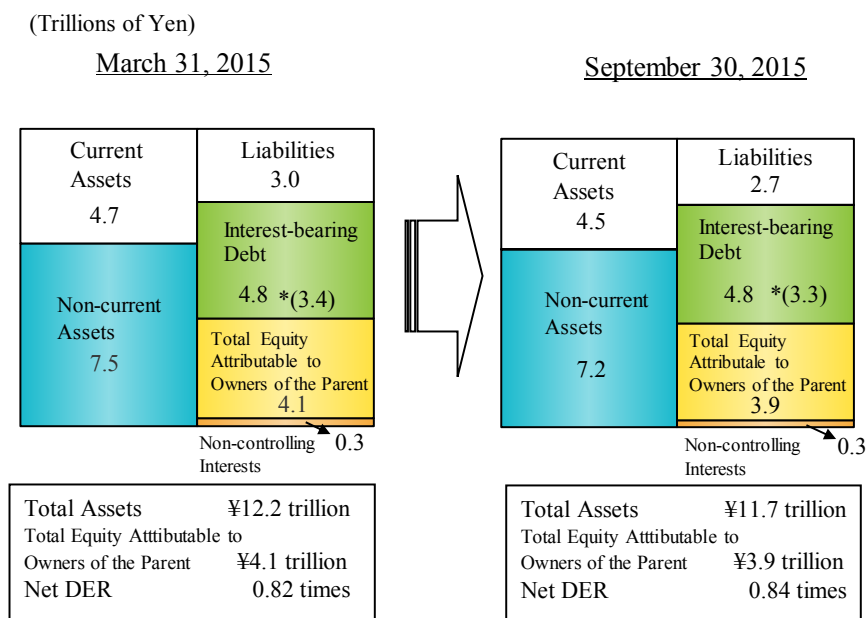 (Trillions of Yen)
March 31, 2015
Current
Assets
4.7
Liabilities
3.0
Interest-bearing
Debt
4.8 *(3.4)
Non-current
Assets
7.5
Total Equity
Attributable to
Owners of the Parent
4.1
Non-controlling
Interests
0.3
Total Assets ¥12.2 trillion
Total Equity Atttibutable to
Owners of the Parent ¥4.1 trillion
Net DER 0.82 times
September 30, 2015
Current
Assets
4.5
Liabilities
2.7
Interest-bearing
Debt
4.8 *(3.3)
Non-current
Assets
7.2
Total Equity
Attributale to
Owners of the Parent
3.9
Non-controlling
Interests
0.3
Total Assets ¥11.7 trillion
Total Equity Atttibutable to
Owners of the Parent ¥3.9 trillion
Net DER 0.84 times